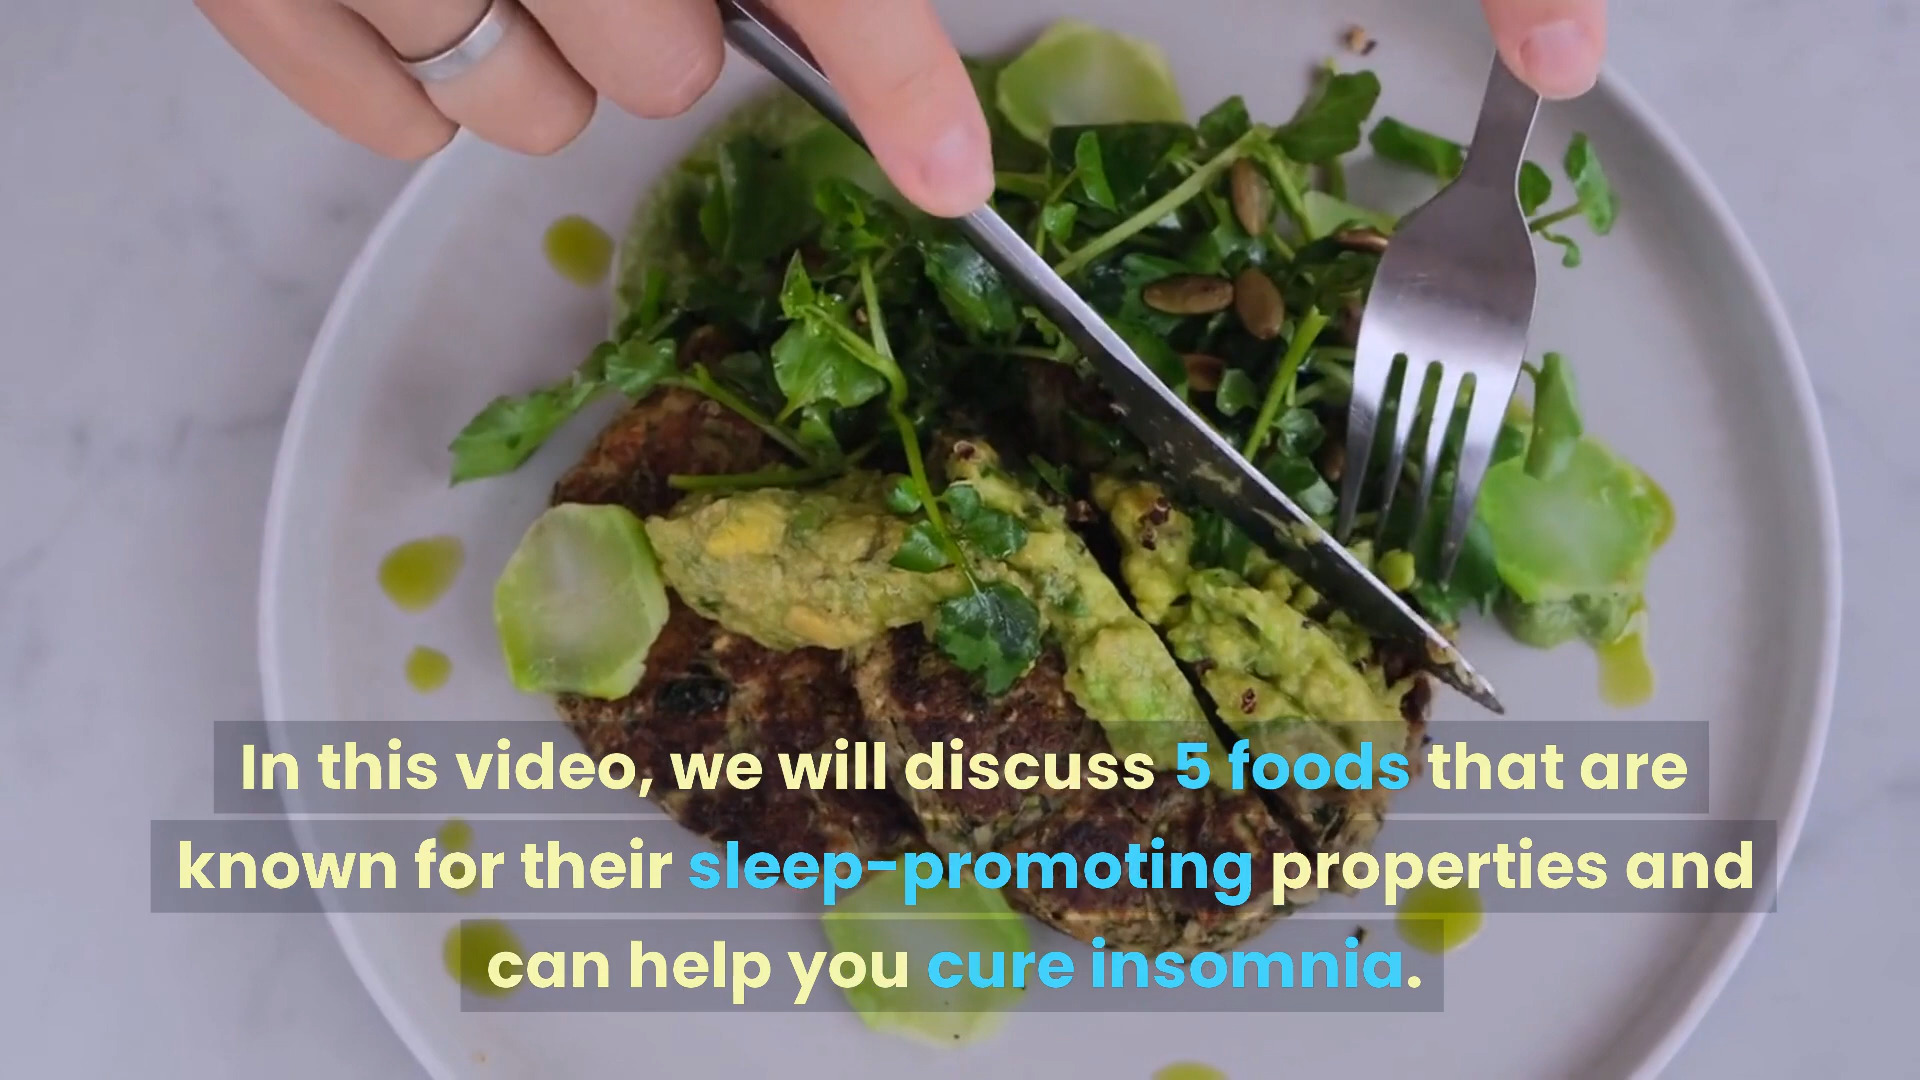 In this video, we will discuss 5 foods that are
known for their sleep-promoting properties and
can help you cure insomnia.